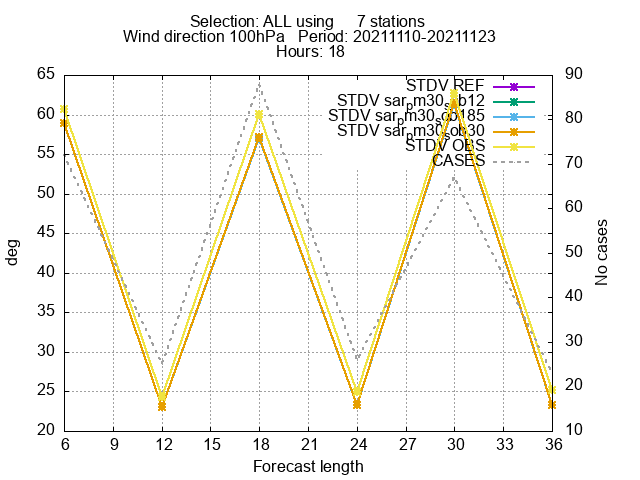 Selection: ALL using 7 stations
Wind direction 100hPa Period: 20211110-20211123
Hours: 18
65 90
STDV REF
60 80
STDV OBS
CASES
55 70
50 60
45 50
40
35 40
30 30
25 20
20 10
deg
No cases
6 9 12 15 18 21 24 27 30 33 36
Forecast length